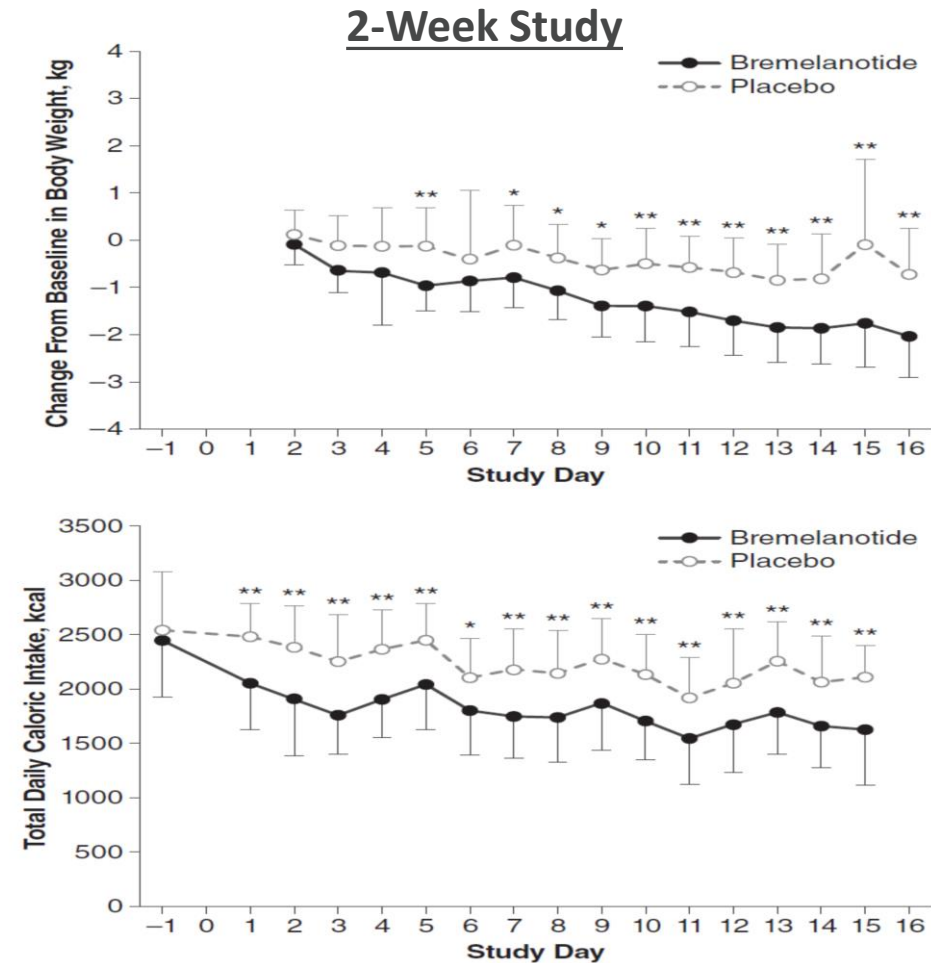 2-Week Study
Bremelanotide
Placebo
Change From Baseline in Body Weight, kg
4
3
2
1
0
−1
−2
−3
−4
** * * * ** ** ** ** ** ** **
−1 0 1 2 3 4 5 6 7 8 9 10 11 12 13 14 15 16
Study Day
Bremelanotide
Placebo
Total Daily Caloric Intake, kcal
3500
3000
2500
2000
1500
1000
500
0
** ** ** ** ** * ** ** ** ** ** ** ** ** **
−1 0 1 2 3 4 5 6 7 8 9 10 11 12 13 14 15 16
Study Day